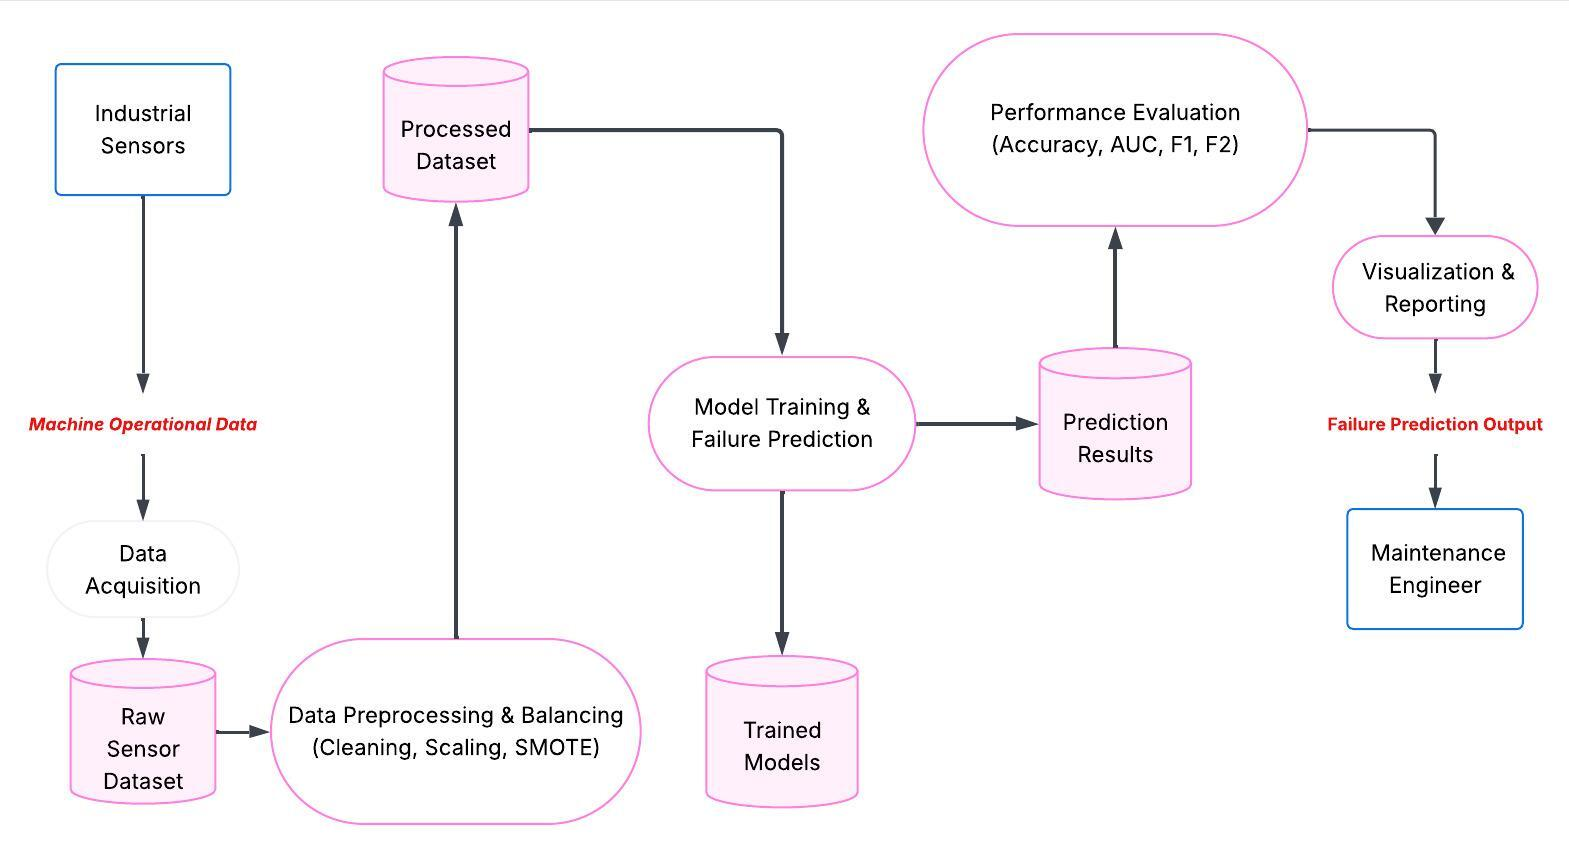 Industrial
Sensors
Machine Operational Data
Data
Acquisition
Raw
Sensor
Dataset
Data Preprocessing & Balancing
(Cleaning, Scaling, SMOTE)
Processed
Dataset
Model Training &
Failure Prediction
Trained
Models
Prediction
Results
Performance Evaluation
(Accuracy, AUC, F1, F2)
Visualization &
Reporting
Failure Prediction Output
Maintenance
Engineer